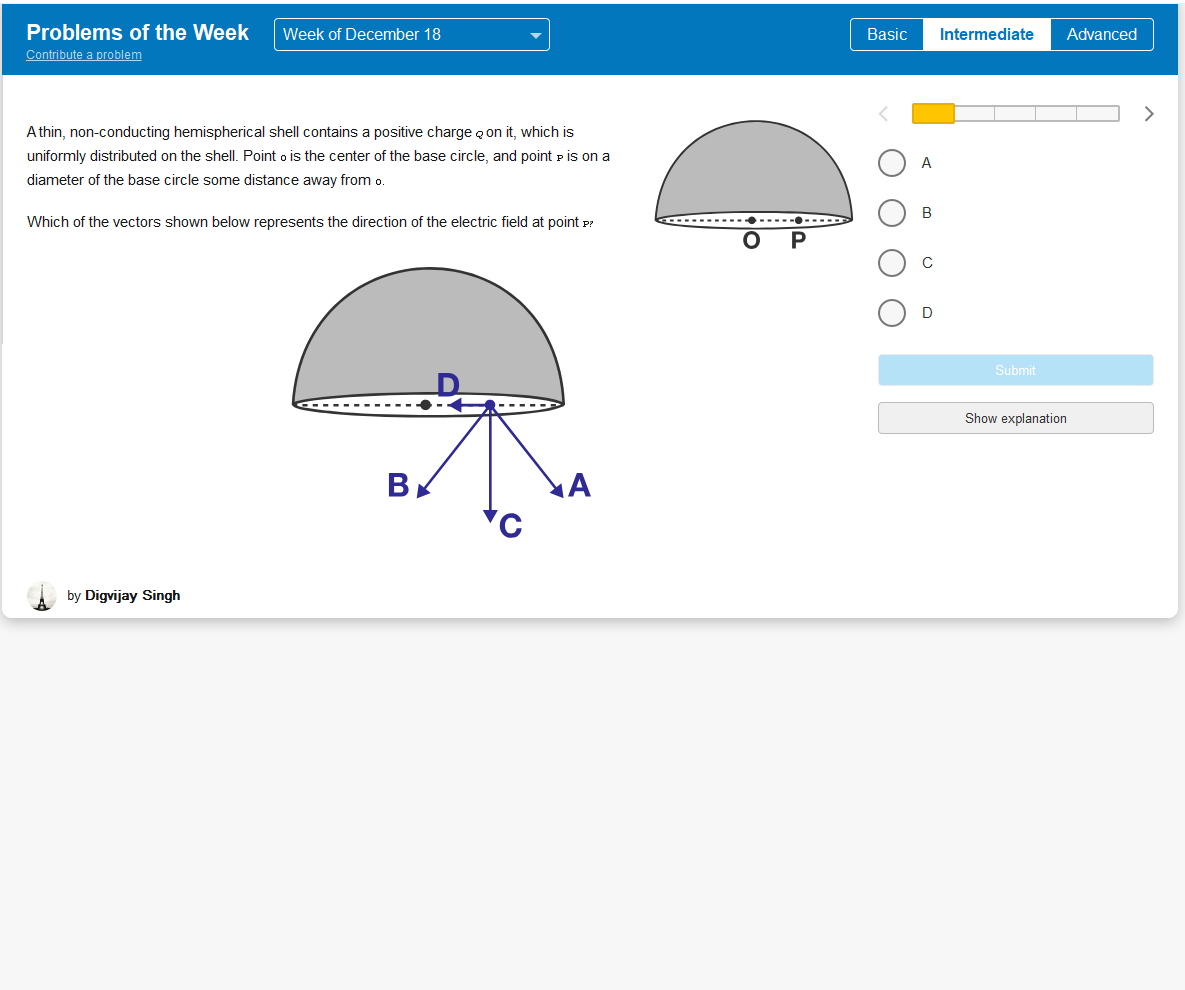 Problems of the Week
Contribute a problem
Week of December 18
Basic
Intermediate
Advanced
A thin, non-conducting hemispherical shell contains a positive charge Q on it, which is
uniformly distributed on the shell. Point O is the center of the base circle, and point P is on a
diameter of the base circle some distance away from O.
Which of the vectors shown below represents the direction of the electric field at point P?
O P
D
B
A
C
A
B
C
D
Submit
Show explanation
by Digvijay Singh